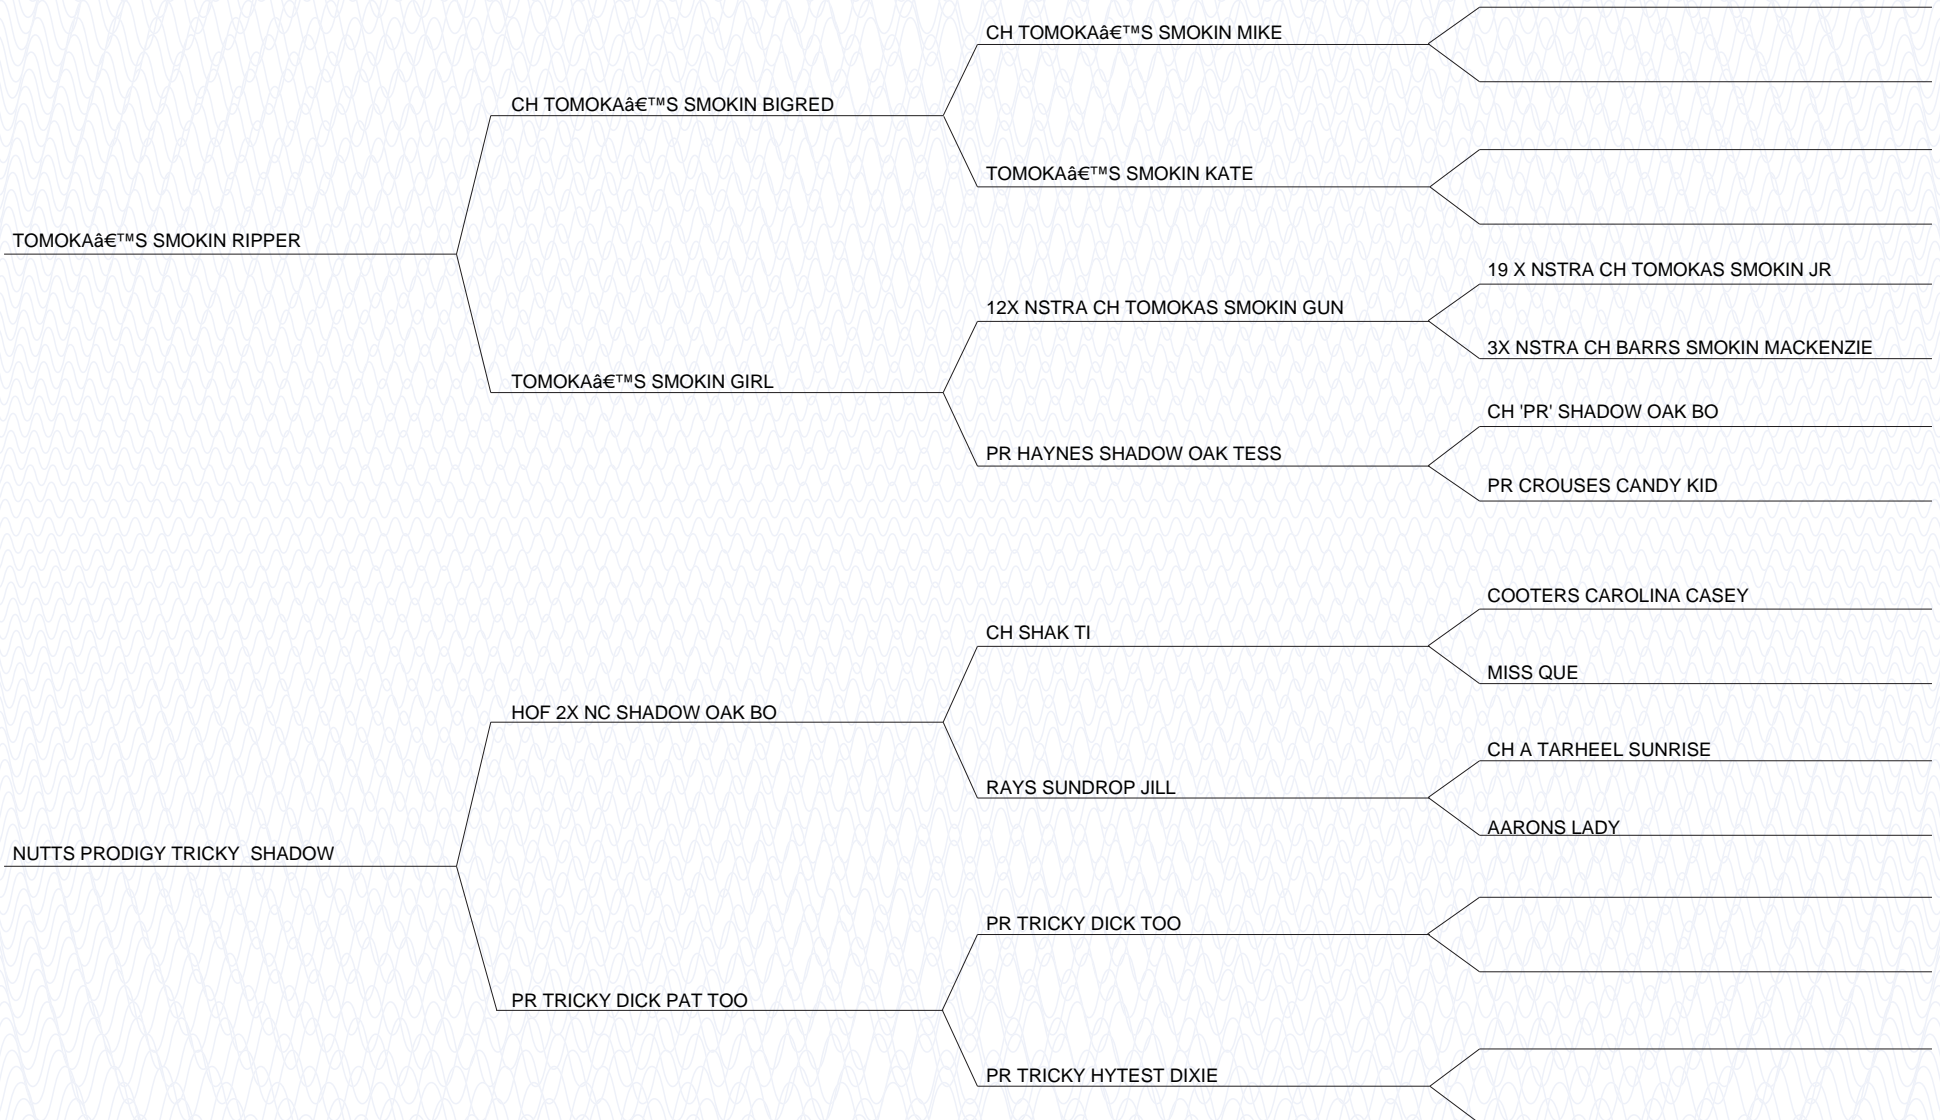 CH TOMOKAâ€™S SMOKIN MIKE
CH TOMOKAâ€™S SMOKIN BIGRED
TOMOKAâ€™S SMOKIN KATE
TOMOKAâ€™S SMOKIN RIPPER
19 X NSTRA CH TOMOKAS SMOKIN JR
12X NSTRA CH TOMOKAS SMOKIN GUN
3X NSTRA CH BARRS SMOKIN MACKENZIE
TOMOKAâ€™S SMOKIN GIRL
CH 'PR' SHADOW OAK BO
PR HAYNES SHADOW OAK TESS
PR CROUSES CANDY KID
COOTERS CAROLINA CASEY
CH SHAK TI
MISS QUE
HOF 2X NC SHADOW OAK BO
CH A TARHEEL SUNRISE
RAYS SUNDROP JILL
AARONS LADY
NUTTS PRODIGY TRICKY  SHADOW
PR TRICKY DICK TOO
PR TRICKY DICK PAT TOO
PR TRICKY HYTEST DIXIE